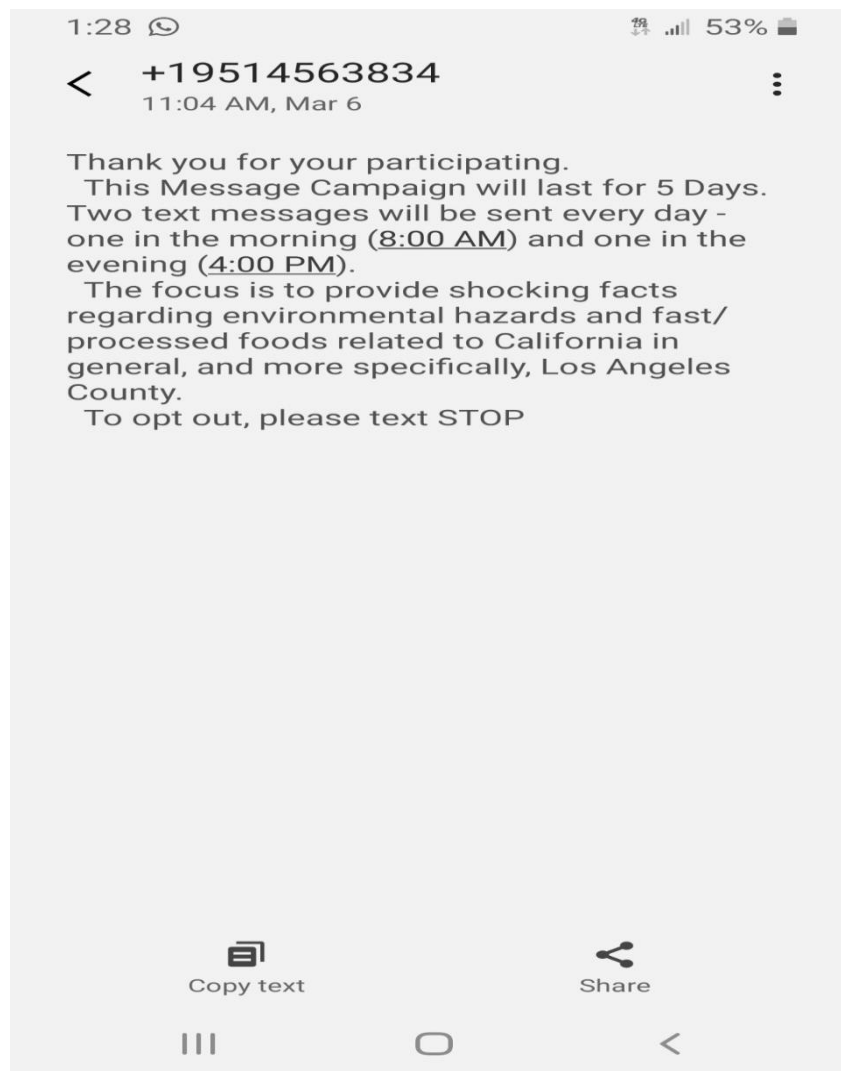 1:28 53%
+19514563834
11:04 AM, Mar 6
Thank you for your participating.
This Message Campaign will last for 5 Days.
Two text messages will be sent every day -
one in the morning (8:00 AM) and one in the
evening (4:00 PM).
The focus is to provide shocking facts
regarding environmental hazards and fast/
processed foods related to California in
general, and more specifically, Los Angeles
County.
To opt out, please text STOP
Copy text Share